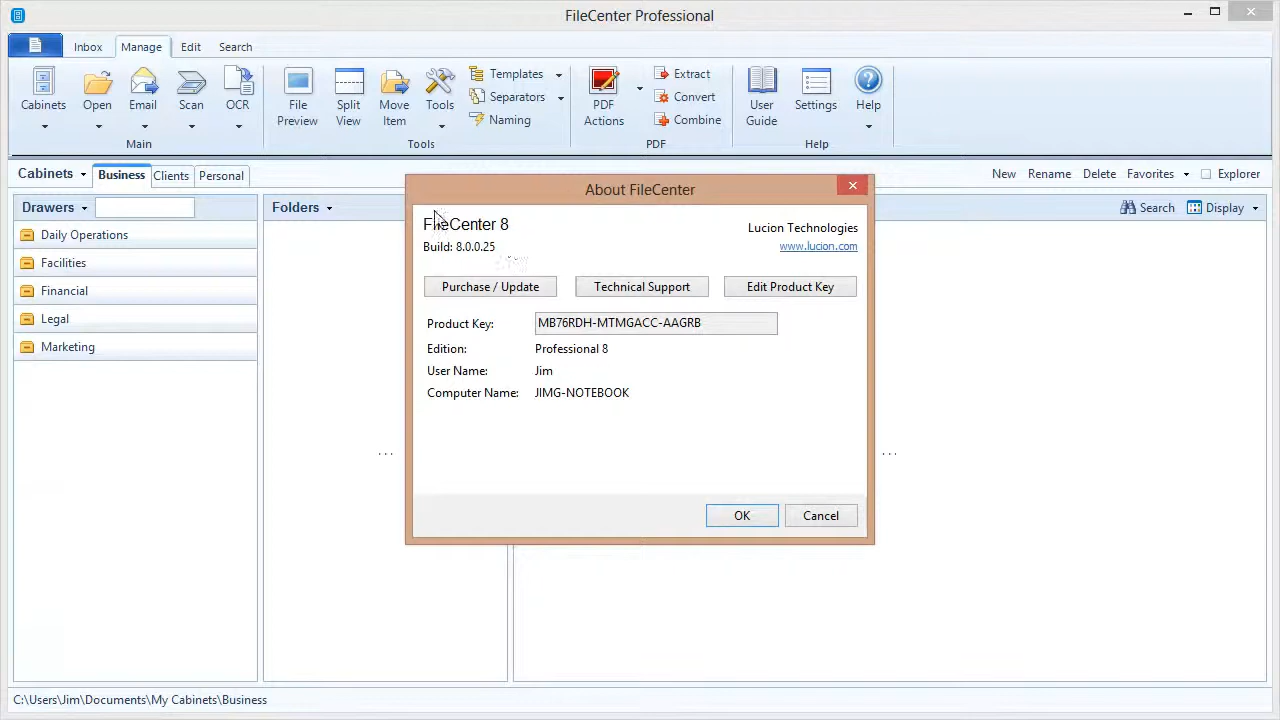 FileCenter Professional
Inbox Manage Edit Search
Cabinets Open Email Scan OCR
Main
File Preview
Split View
Move Item
Tools
Templates
Separators
Naming
Tools
PDF Actions
Extract
Convert
Combine
PDF
User Guide
Settings
Help
Help
Cabinets Business Clients Personal
New Rename Delete Favorites Explorer
Drawers
Folders
Search Display
Daily Operations
Facilities
Financial
Legal
Marketing
About FileCenter
FileCenter 8
Lucion Technologies
Build: 8.0.0.25
www.lucion.com
Purchase / Update Technical Support Edit Product Key
Product Key: MB76RDH-MTMGACC-AAGRB
Edition: Professional 8
User Name: Jim
Computer Name: JIMG-NOTEBOOK
OK Cancel
C:\Users\Jim\Documents\My Cabinets\Business